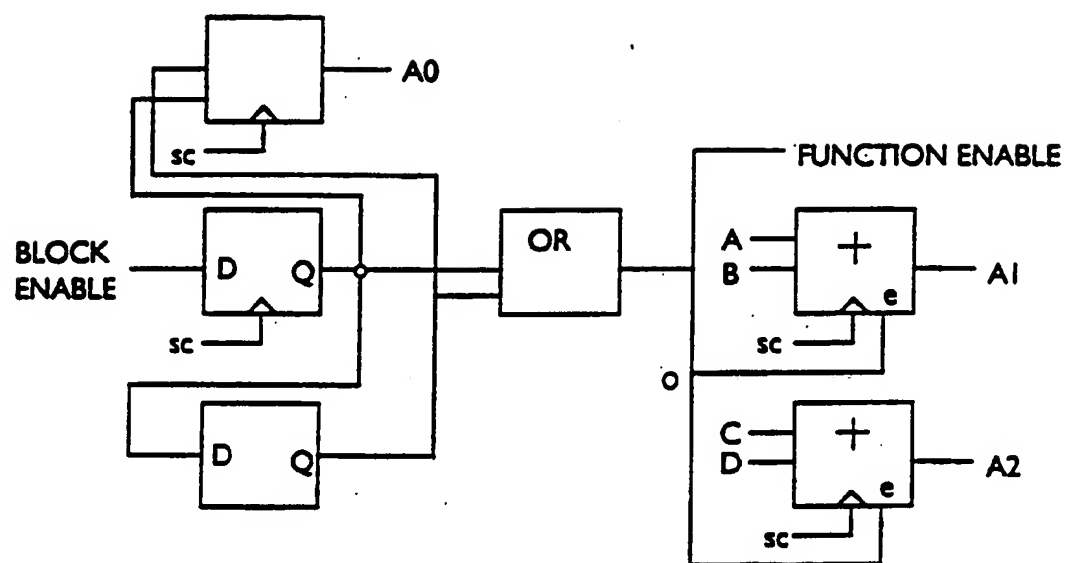 A0
sc
FUNCTION ENABLE
BLOCK
ENABLE
D
Q
sc
OR
A
B
+
e
A1
sc
O
D
Q
C
D
+
e
A2
sc